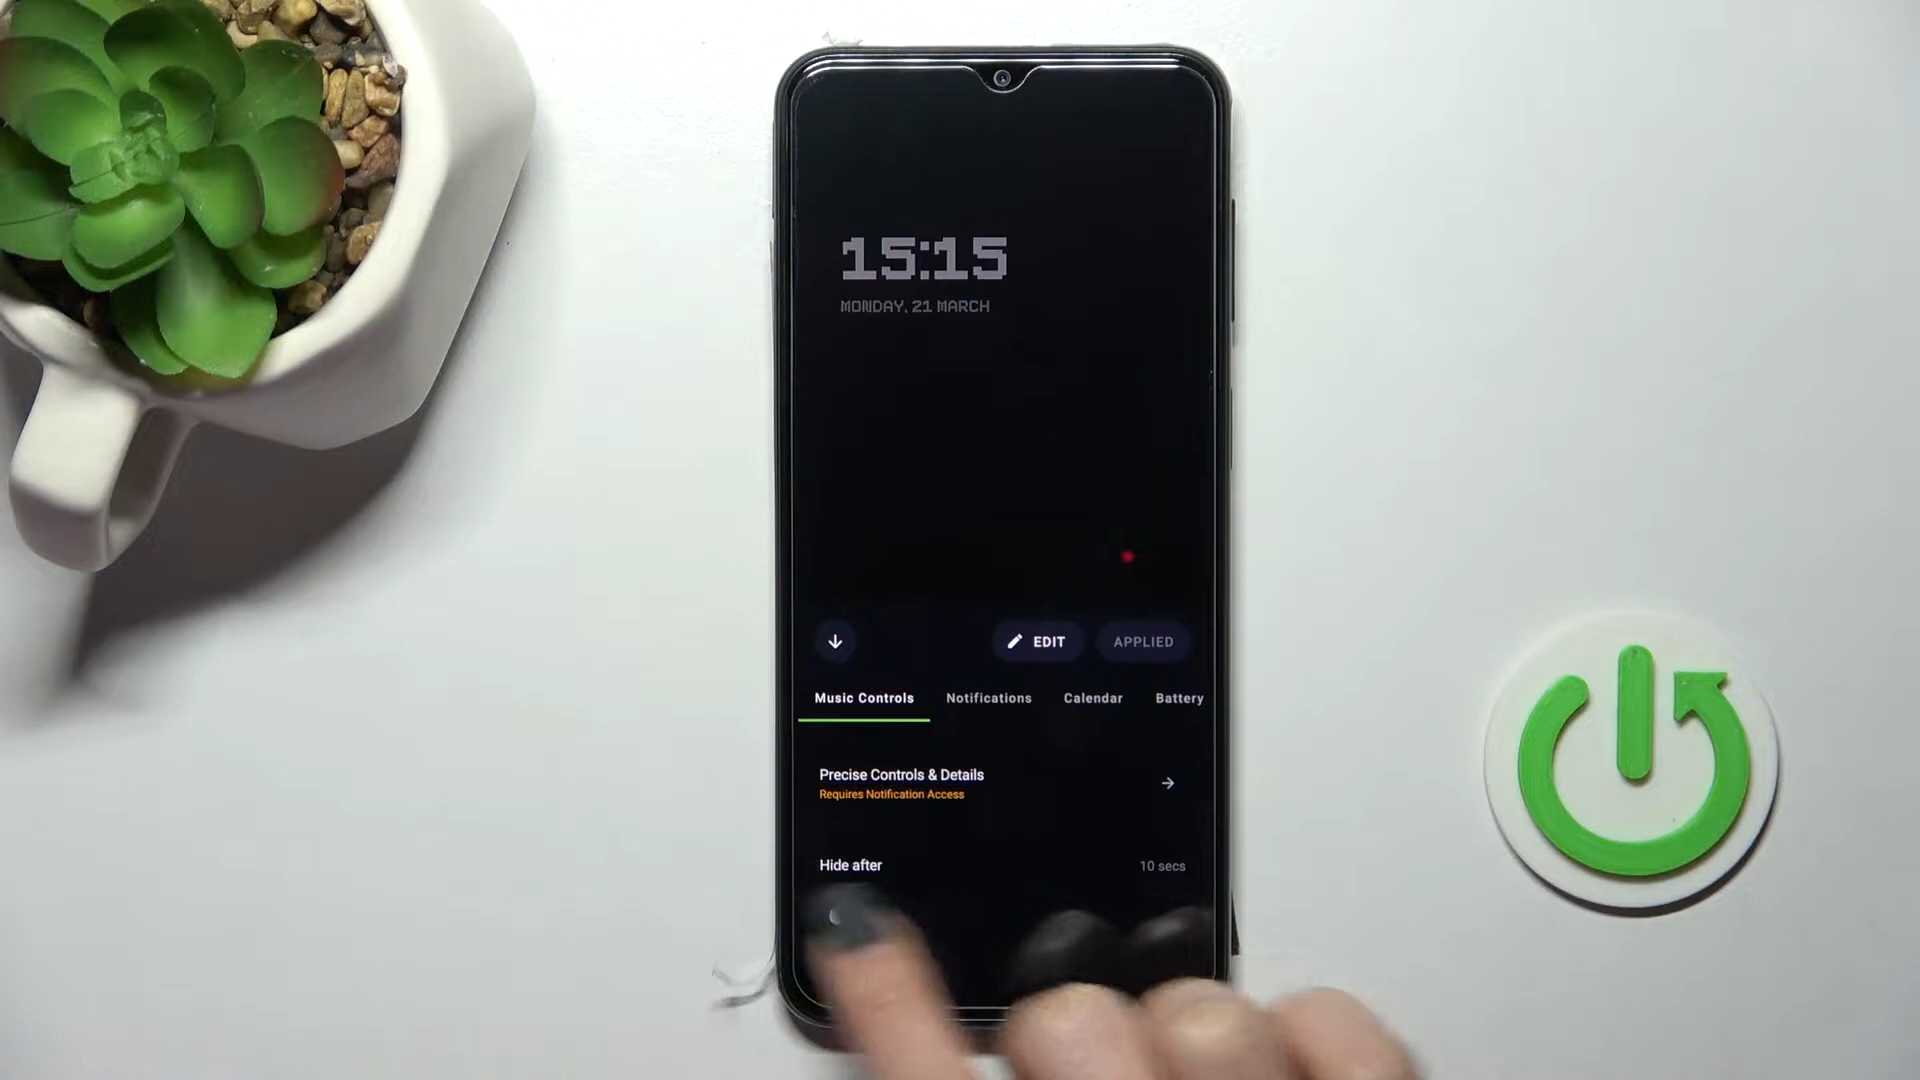 15:15
MONDAY, 21 MARCH
EDIT
APPLIED
Music Controls
Notifications
Calendar
Battery
Precise Controls & Details
Requires Notification Access
Hide after
10 secs